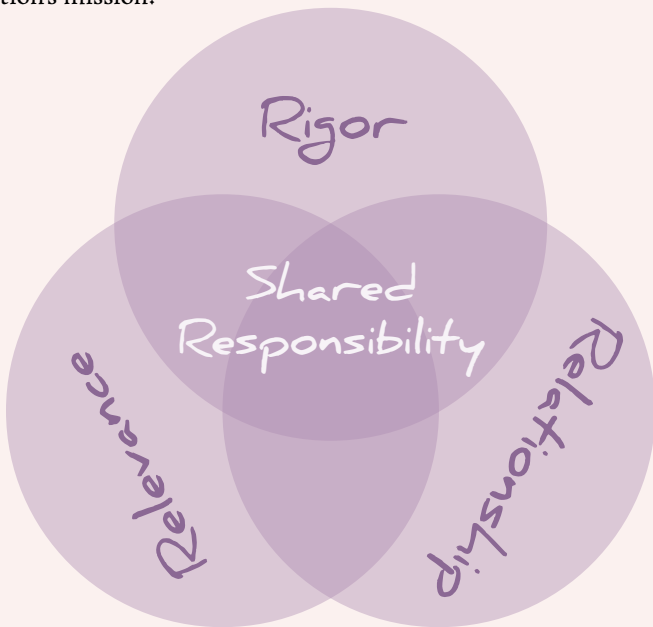 Rigor
Shared
Responsibility
Relevance
Relationship